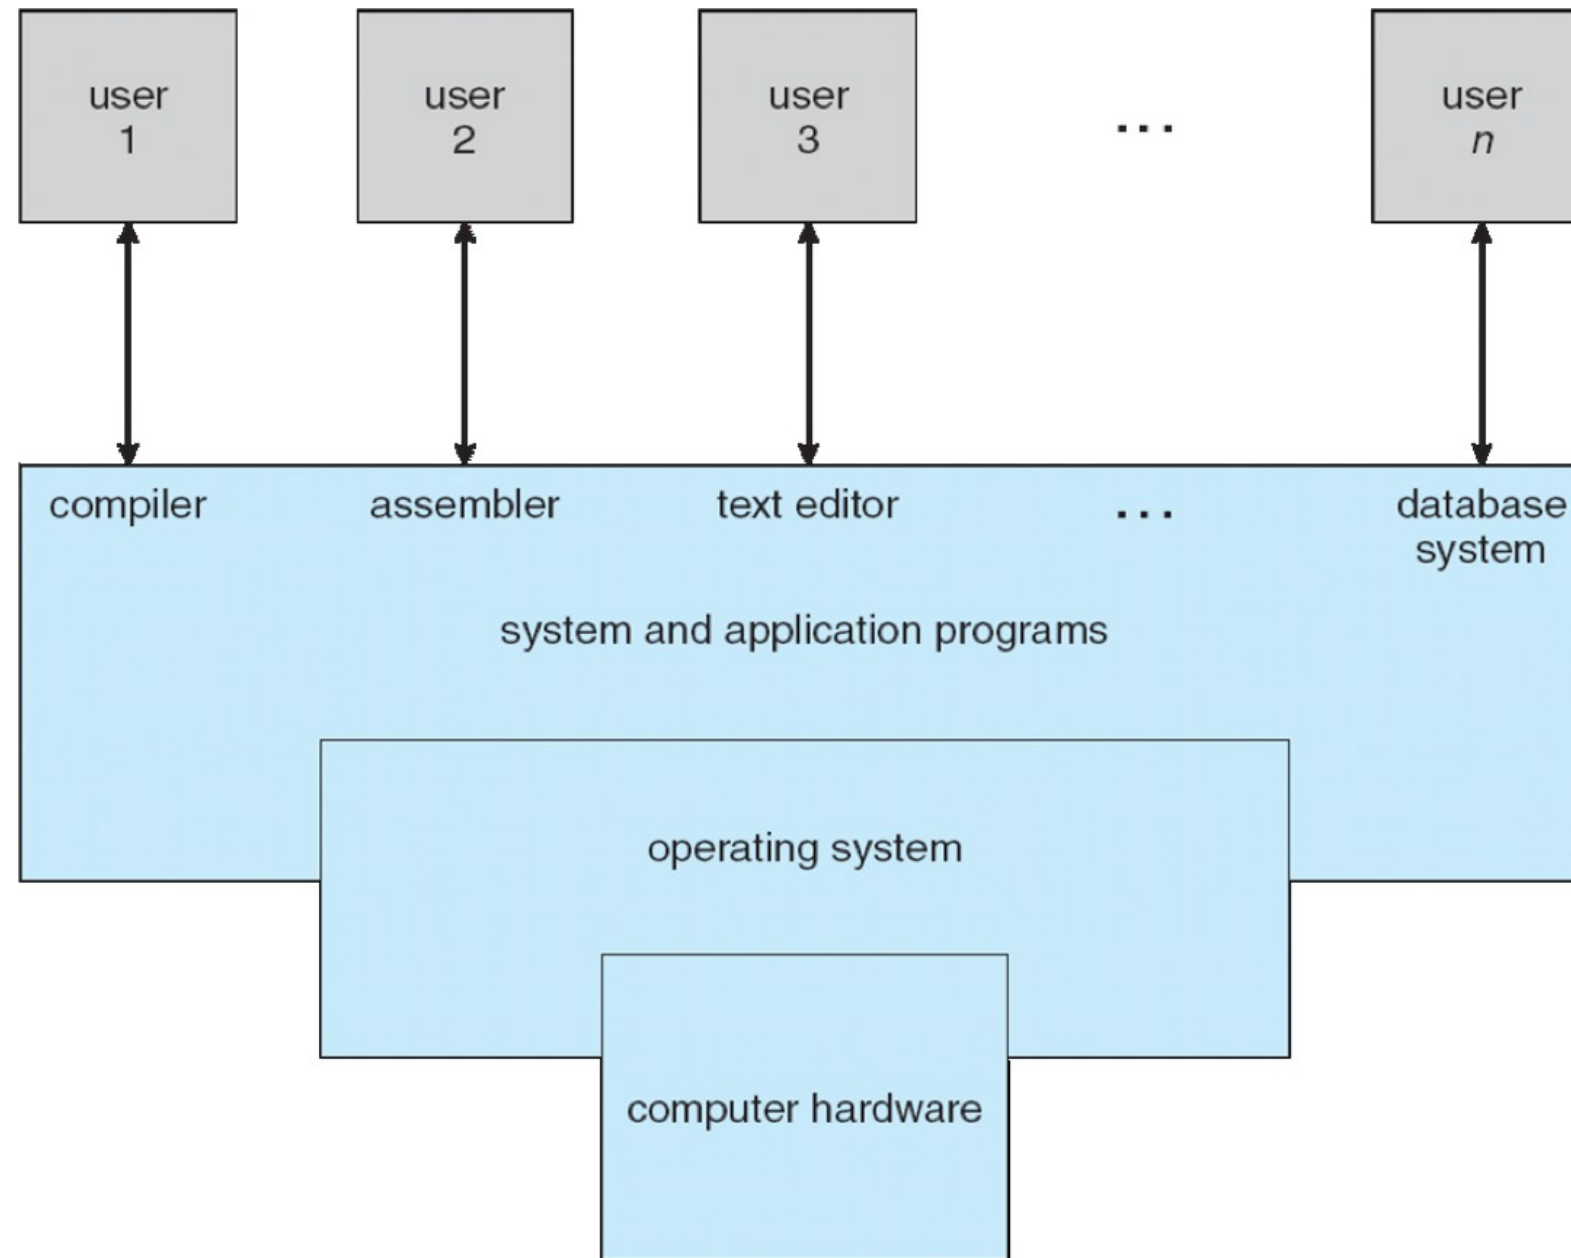 user
1
user
2
user
3
...
user
n
compiler
assembler
text editor
...
database
system
system and application programs
operating system
computer hardware